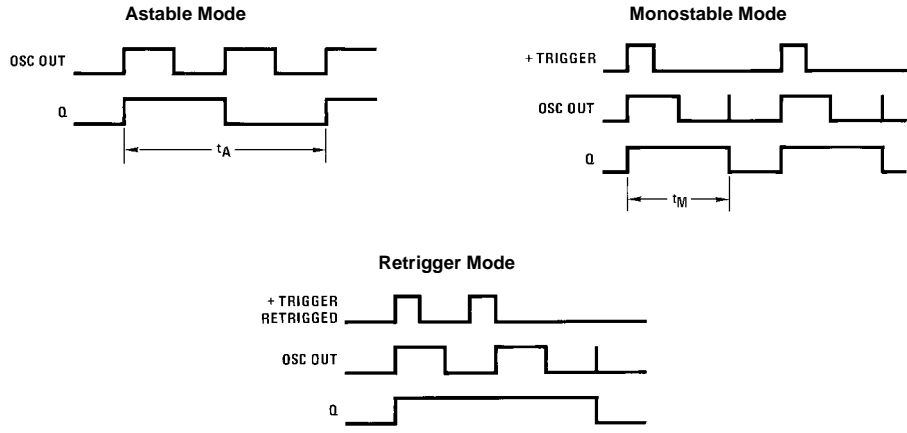 Astable Mode
OSC OUT
Q
tA
Monostable Mode
+ TRIGGER
OSC OUT
Q
tM
Retrigger Mode
+ TRIGGER
RETRIGGED
OSC OUT
Q